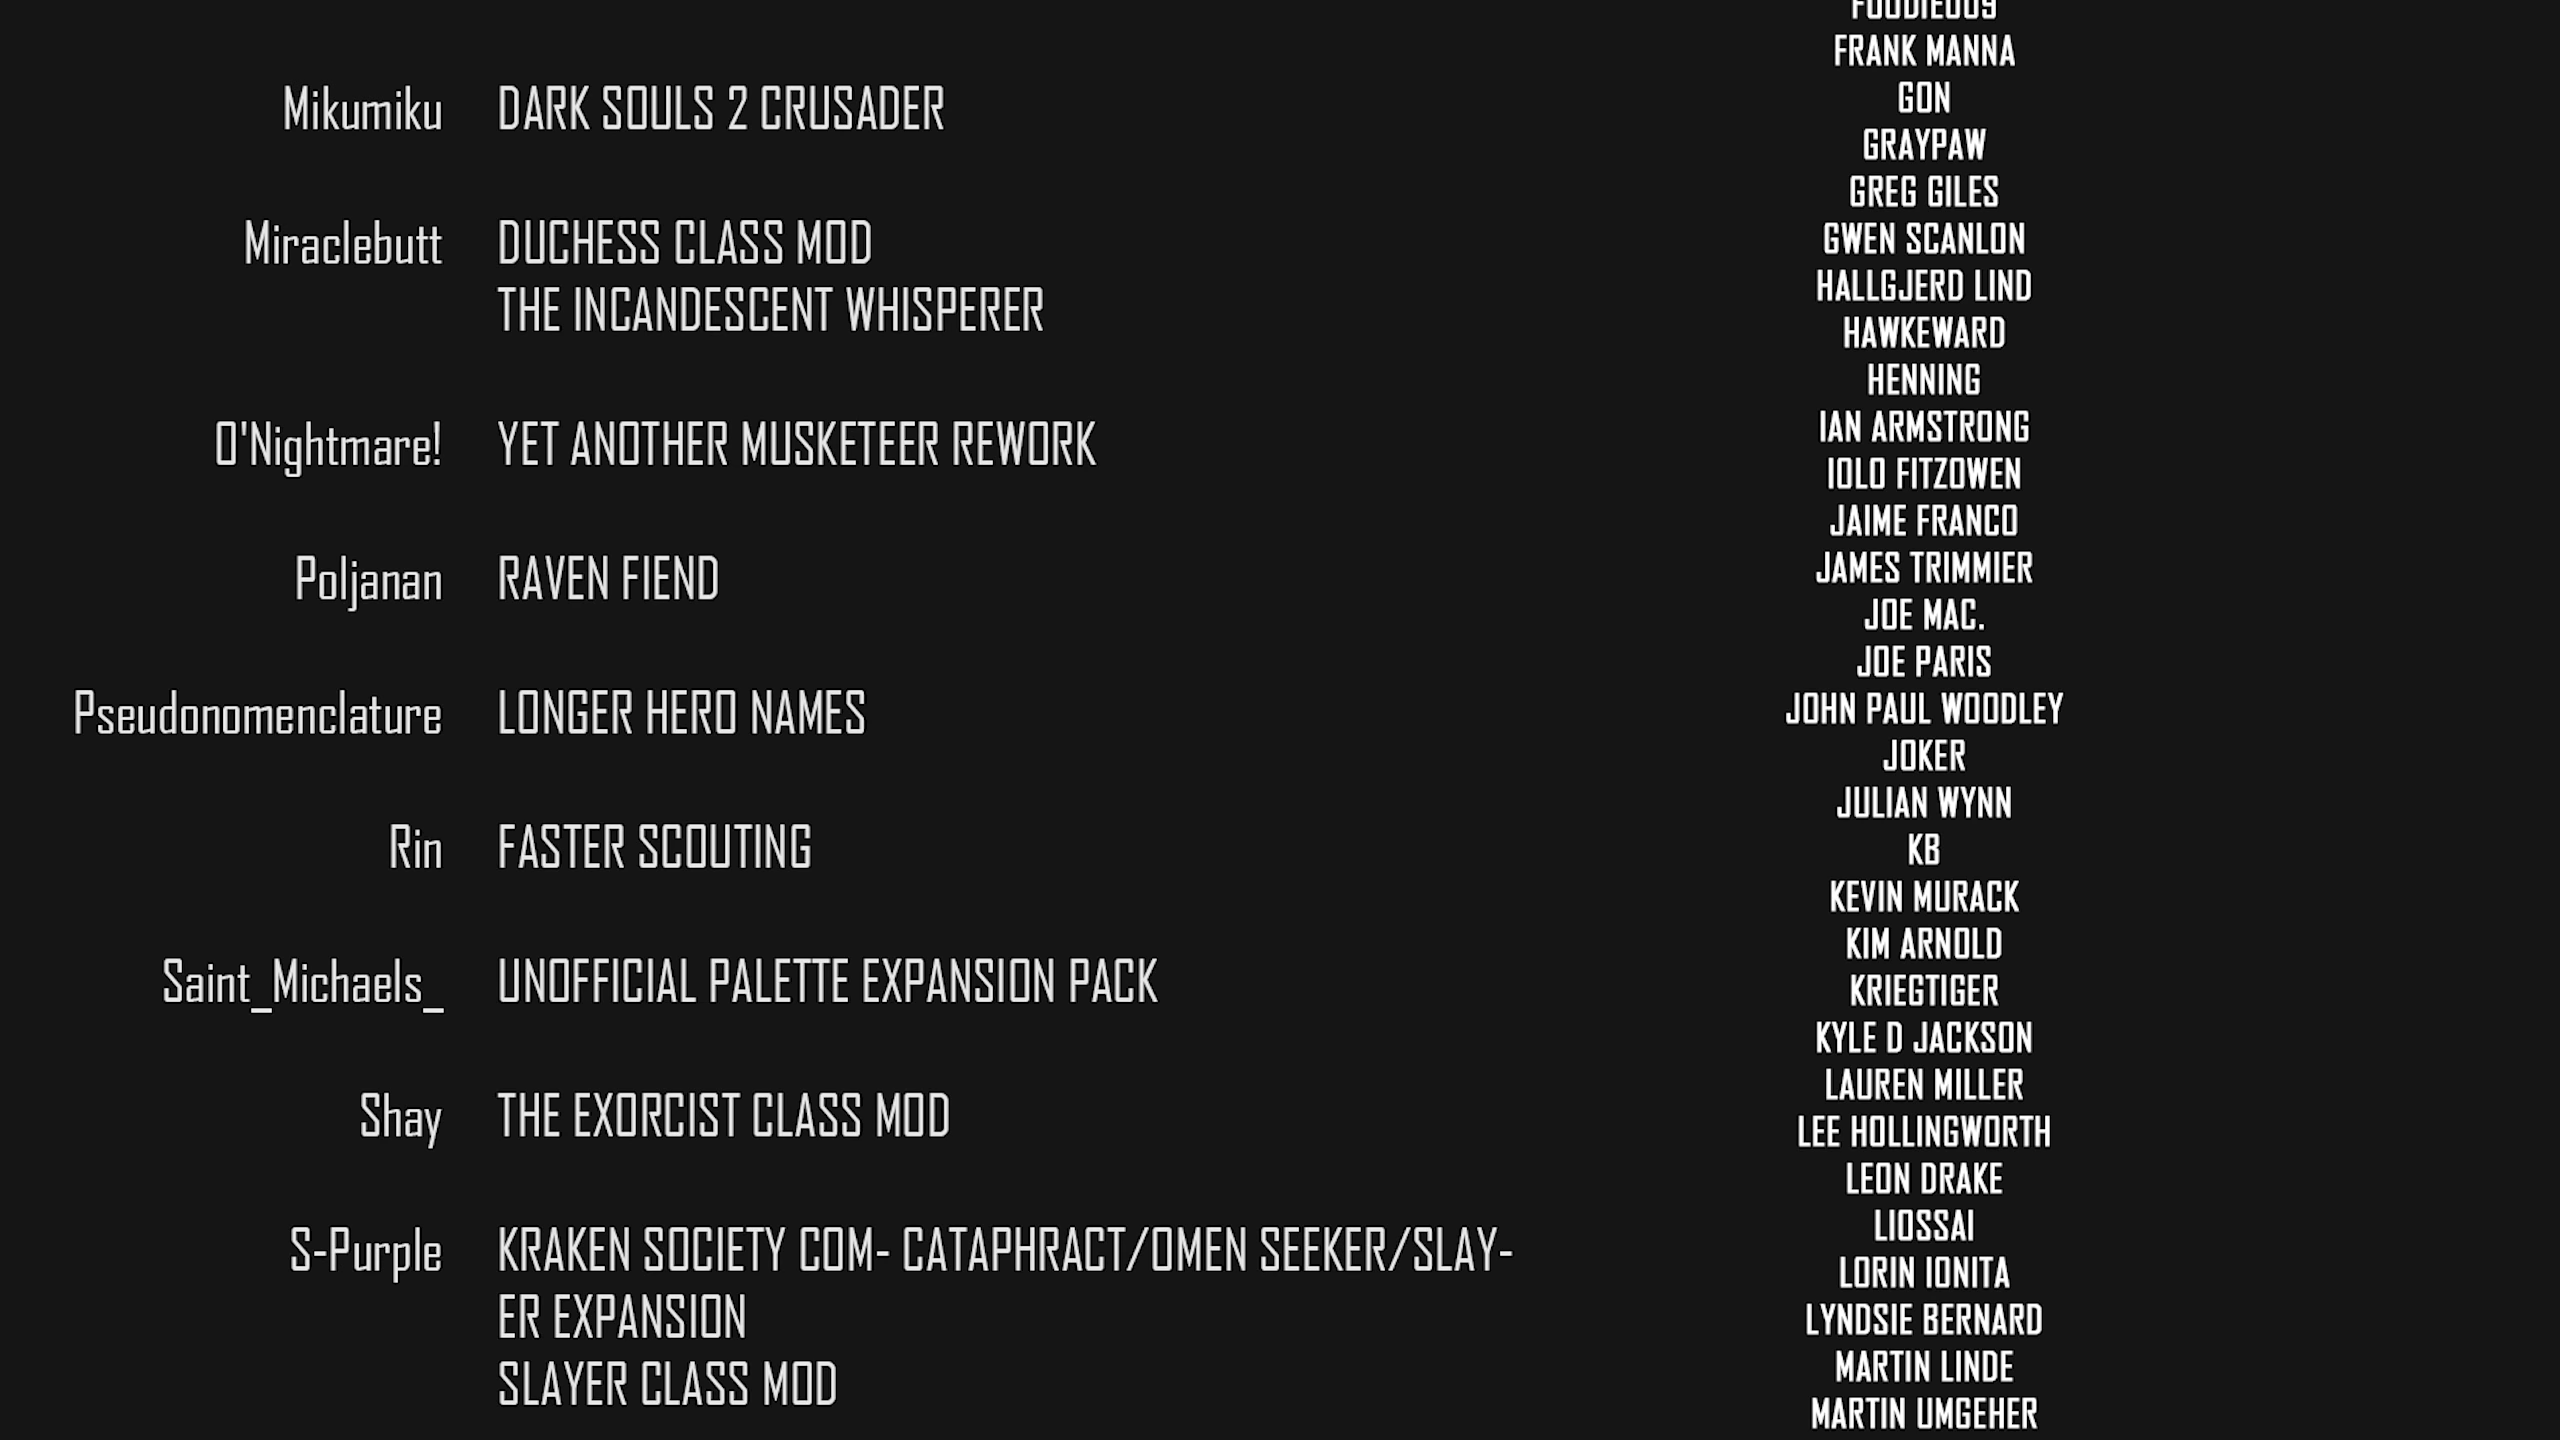 Mikumiku DARK SOULS 2 CRUSADER
Miraclebutt DUCHESS CLASS MOD
THE INCANDESCENT WHISPERER
O'Nightmare! YET ANOTHER MUSKETEER REWORK
Poljanan RAVEN FIEND
Pseudonomenclature LONGER HERO NAMES
Rin FASTER SCOUTING
Saint_Michaels_ UNOFFICIAL PALETTE EXPANSION PACK
Shay THE EXORCIST CLASS MOD
S-Purple KRAKEN SOCIETY COM- CATAPHRACT/OMEN SEEKER/SLAY-
ER EXPANSION
SLAYER CLASS MOD
FRANK MANNA
GON
GRAYPAW
GREG GILES
GWEN SCANLON
HALLGJERD LIND
HAWKEWARD
HENNING
IAN ARMSTRONG
IOLO FITZOWEN
JAIME FRANCO
JAMES TRIMMIER
JOE MAC.
JOE PARIS
JOHN PAUL WOODLEY
JOKER
JULIAN WYNN
KB
KEVIN MURACK
KIM ARNOLD
KRIEGTIGER
KYLE D JACKSON
LAUREN MILLER
LEE HOLLINGWORTH
LEON DRAKE
LIOSSAI
LORIN IONITA
LYNDSIE BERNARD
MARTIN LINDE
MARTIN UMGEHER